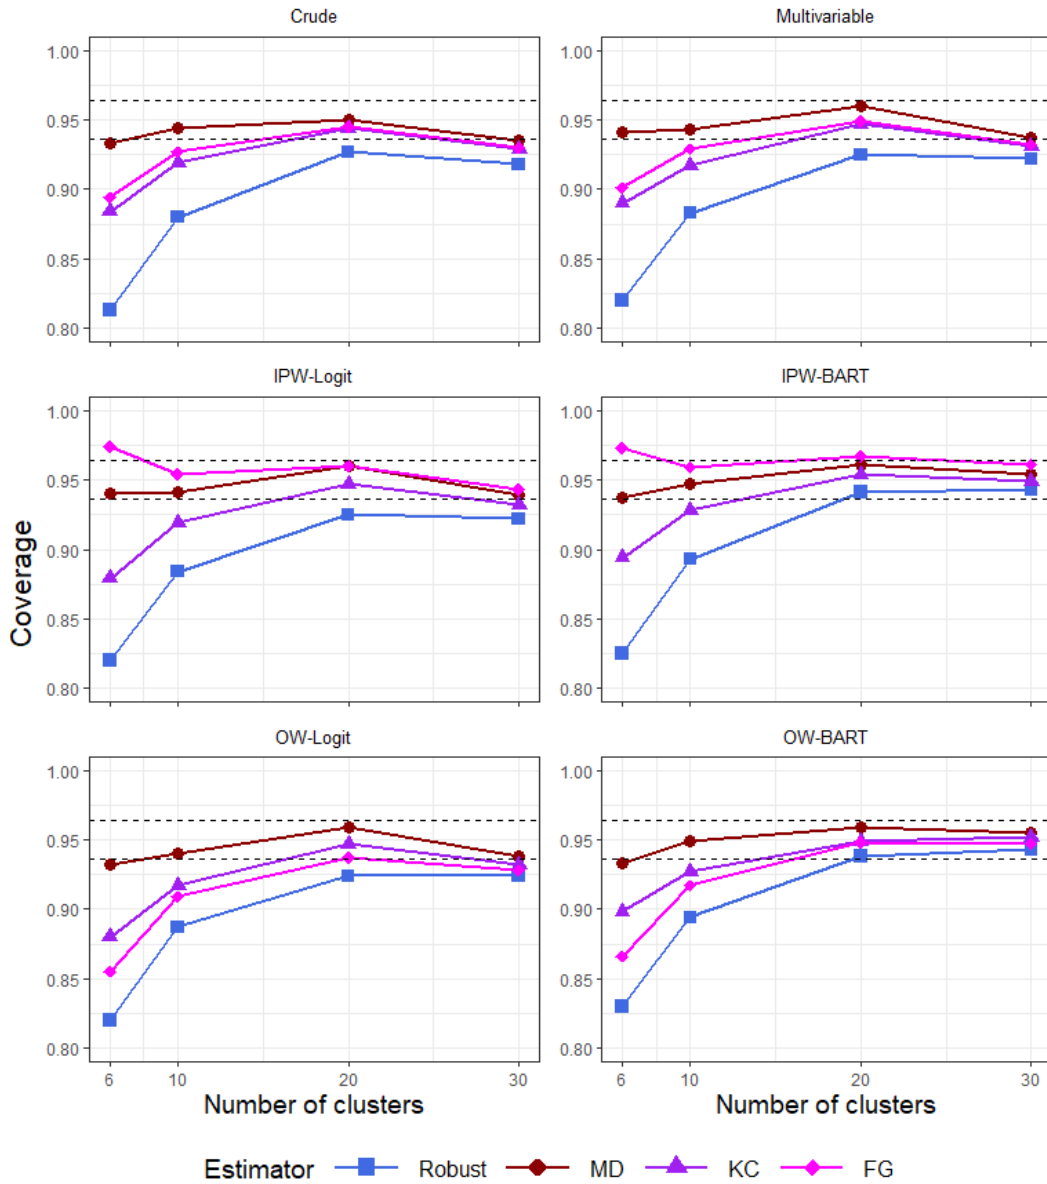 Crude Multivariable
1.00 1.00
0.95 0.95
0.90 0.90
0.85 0.85
0.80 0.80
IPW-Logit IPW-BART
1.00 1.00
0.95 0.95
0.90 0.90
0.85 0.85
0.80 0.80
Coverage
OW-Logit OW-BART
1.00 1.00
0.95 0.95
0.90 0.90
0.85 0.85
0.80 0.80
6 10 20 30 6 10 20 30
Number of clusters Number of clusters
Estimator Robust MD KC FG